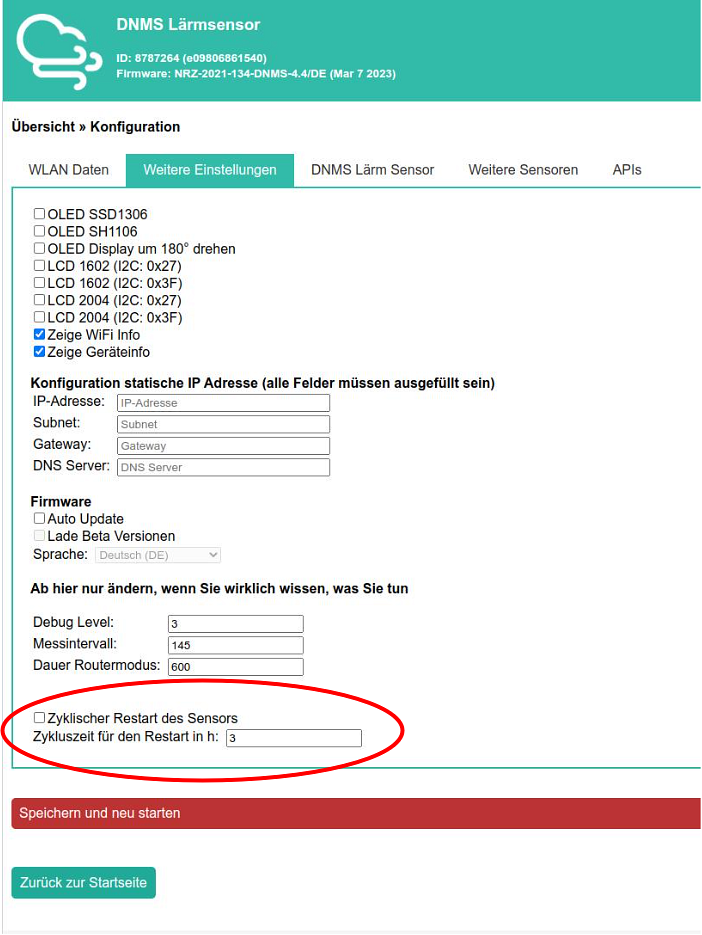 DNMS Lärmsensor
ID: 8787264 (e09806861540)
Firmware: NRZ-2021-134-DNMS-4.4/DE (Mar 7 2023)
Übersicht » Konfiguration
WLAN Daten Weitere Einstellungen DNMS Lärm Sensor Weitere Sensoren APIs
OLED SSD1306
OLED SH1106
OLED Display um 180° drehen
LCD 1602 (I2C: 0x27)
LCD 1602 (I2C: 0x3F)
LCD 2004 (I2C: 0x27)
LCD 2004 (I2C: 0x3F)
Zeige WiFi Info
Zeige Geräteinfo
Konfiguration statische IP Adresse (alle Felder müssen ausgefüllt sein)
IP-Adresse: IP-Adresse
Subnet: Subnet
Gateway: Gateway
DNS Server: DNS Server
Firmware
Auto Update
Lade Beta Versionen
Sprache: Deutsch (DE)
Ab hier nur ändern, wenn Sie wirklich wissen, was Sie tun
Debug Level: 3
Messintervall: 145
Dauer Routermodus: 600
Zyklischer Restart des Sensors
Zykluszeit für den Restart in h: 3
Speichern und neu starten
Zurück zur Startseite